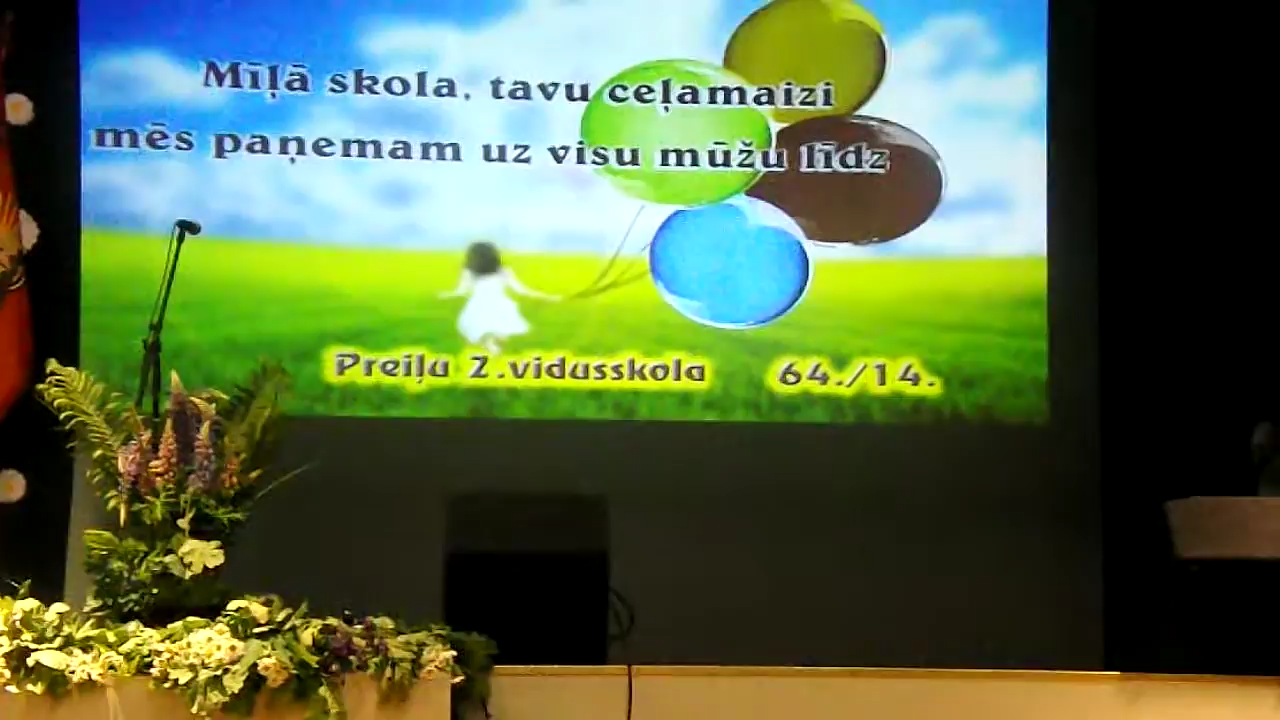 Mīļā skola, tavu ceļamaizi
mēs paņemam uz visu mūžu līdz
Preiļu 2.vidusskola 64./14.